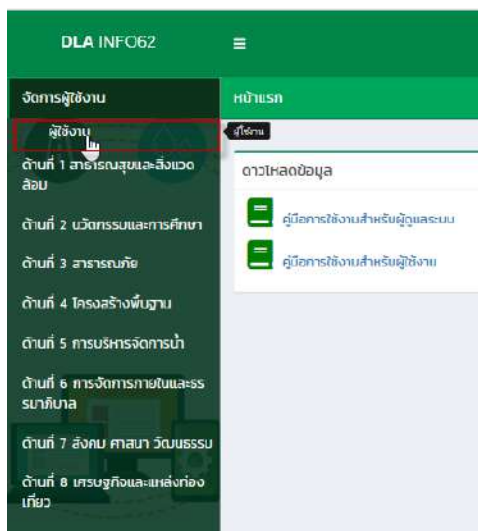 DLA INFO62
จัดการผู้ใช้งาน
หน้าแรก
ผู้ใช้งาน
ผู้ใช้งาน
ด้านที่ 1 สาธารณสุขและสิ่งแวด
ล้อม
ดาวโหลดข้อมูล
คู่มือการใช้งานสำหรับผู้ดูแลระบบ
ด้านที่ 2 นวัตกรรมและการศึกษา
คู่มือการใช้งานสำหรับผู้ใช้งาน
ด้านที่ 3 สาธารณภัย
ด้านที่ 4 โครงสร้างพื้นฐาน
ด้านที่ 5 การบริหารจัดการน้ำ
ด้านที่ 6 การจัดการภายในและธร
รมาภิบาล
ด้านที่ 7 สังคม ศาสนา วัฒนธรรม
ด้านที่ 8 เศรษฐกิจและแหล่งท่อง
เที่ยว